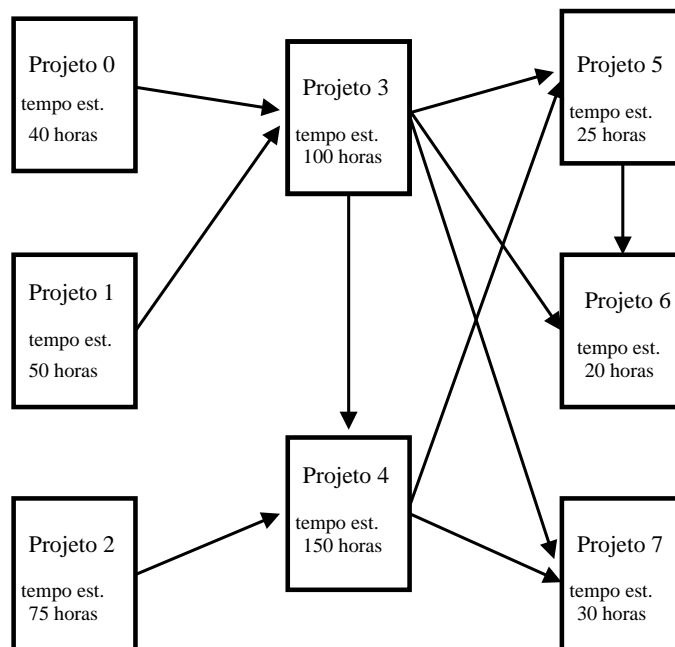 Projeto 0
tempo est.
40 horas
Projeto 3
tempo est.
100 horas
Projeto 5
tempo est.
25 horas
Projeto 1
tempo est.
50 horas
Projeto 6
tempo est.
20 horas
Projeto 4
tempo est.
150 horas
Projeto 2
tempo est.
75 horas
Projeto 7
tempo est.
30 horas